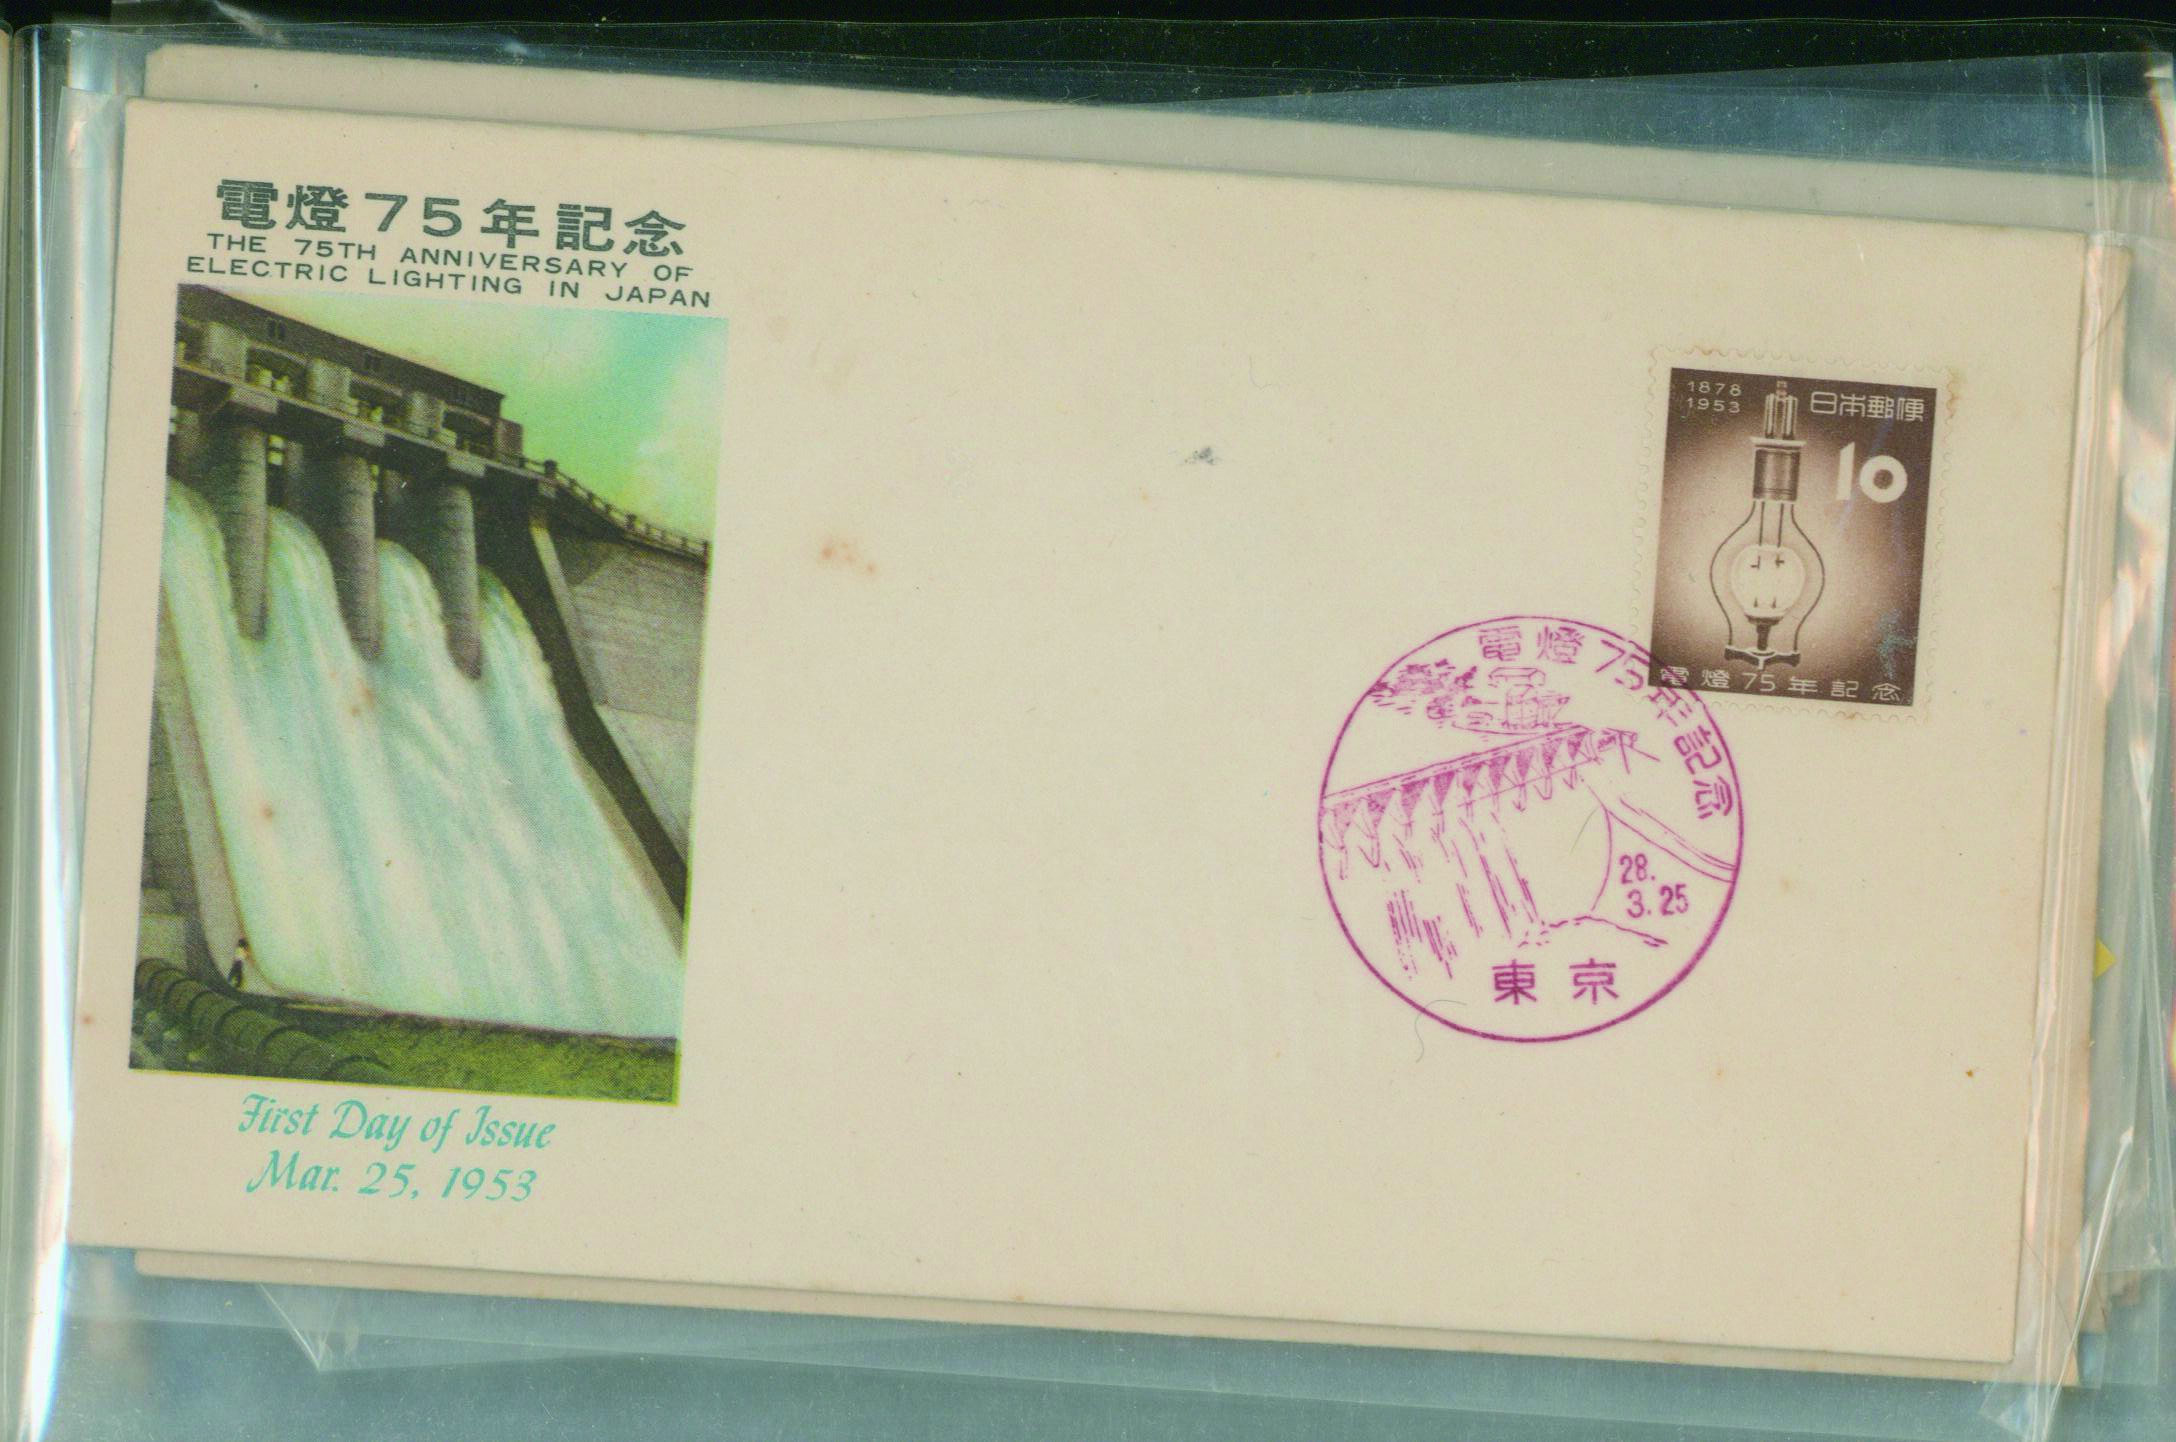 電燈75年記念
THE 75TH ANNIVERSARY OF
ELECTRIC LIGHTING IN JAPAN
First Day of Issue
Mar. 25, 1953
1878
1953
日本郵便
10
電燈75年記念
電燈75年記念
28.
3.25
東京